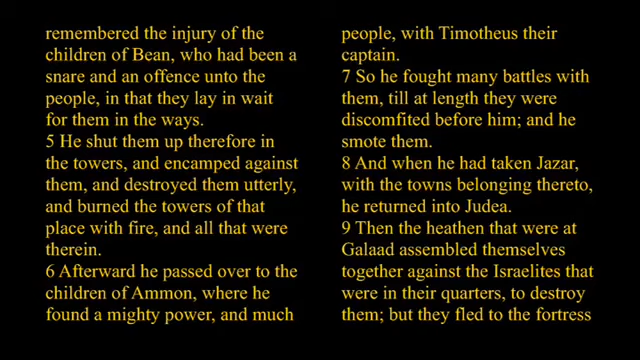 remembered the injury of the
children of Bean, who had been a
snare and an offence unto the
people, in that they lay in wait
for them in the ways.
5 He shut them up therefore in
the towers, and encamped against
them, and destroyed them utterly,
and burned the towers of that
place with fire, and all that were
therein.
6 Afterward he passed over to the
children of Ammon, where he
found a mighty power, and much
people, with Timotheus their
captain.
7 So he fought many battles with
them, till at length they were
discomfited before him; and he
smote them.
8 And when he had taken Jazar,
with the towns belonging thereto,
he returned into Judea.
9 Then the heathen that were at
Galaad assembled themselves
together against the Israelites that
were in their quarters, to destroy
them; but they fled to the fortress